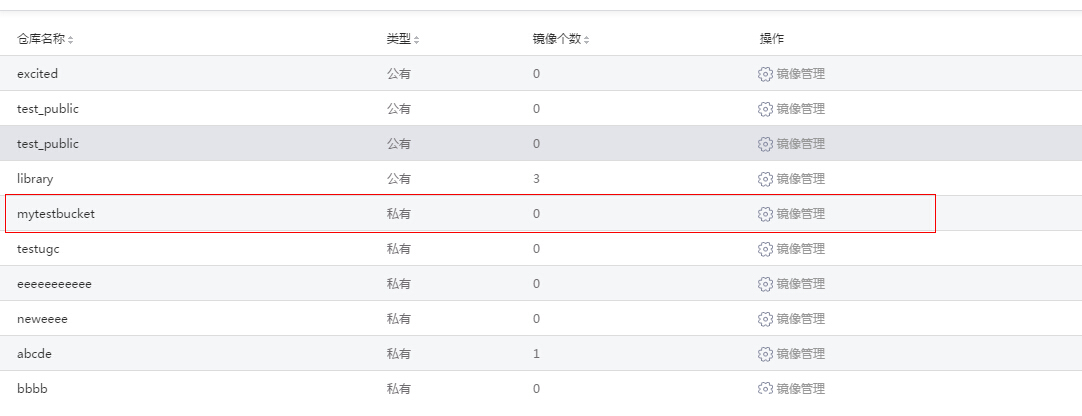 仓库名称 类型 镜像个数 操作
excited 公有 0 镜像管理
test_public 公有 0 镜像管理
test_public 公有 0 镜像管理
library 公有 3 镜像管理
mytestbucket 私有 0 镜像管理
testugc 私有 0 镜像管理
eeeeeeeeeee 私有 0 镜像管理
neweeee 私有 0 镜像管理
abcde 私有 1 镜像管理
bbbb 私有 0 镜像管理